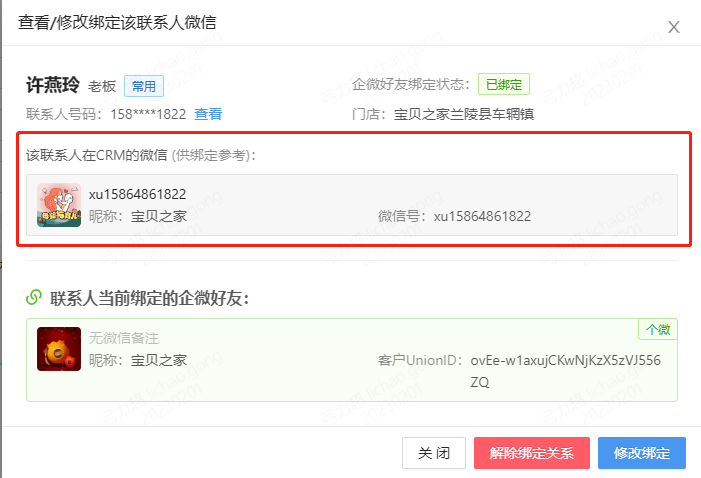 查看/修改绑定该联系人微信
许燕玲 老板 常用 企微好友绑定状态: 已绑定
联系人号码: 158****1822 查看 门店: 宝贝之家兰陵县车辋镇
该联系人在CRM的微信 (供绑定参考):
xu15864861822
昵称: 宝贝之家 微信号: xu15864861822
联系人当前绑定的企微好友:
个微
无微信备注
昵称: 宝贝之家 客户UnionID: ovEe-w1axujCKwNjKzX5zVJ556
ZQ
关 闭 解除绑定关系 修改绑定